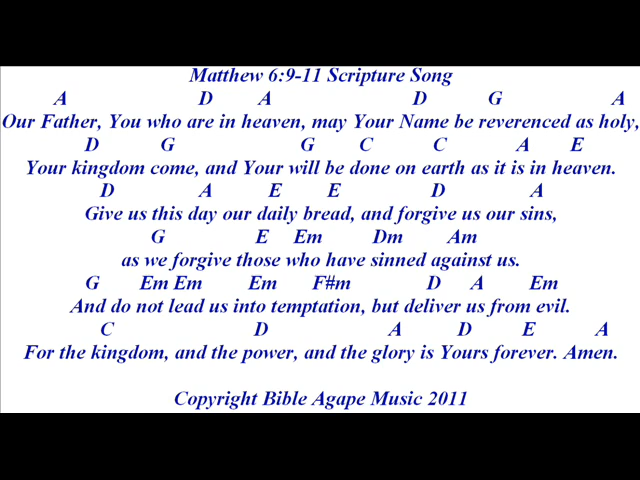 Matthew 6:9-11 Scripture Song
A D A D G A
Our Father, You who are in heaven, may Your Name be reverenced as holy,
D G G C C A E
Your kingdom come, and Your will be done on earth as it is in heaven.
D A E E D A
Give us this day our daily bread, and forgive us our sins,
G E Em Dm Am
as we forgive those who have sinned against us.
G Em Em Em F#m D A Em
And do not lead us into temptation, but deliver us from evil.
C D A D E A
For the kingdom, and the power, and the glory is Yours forever. Amen.
Copyright Bible Agape Music 2011